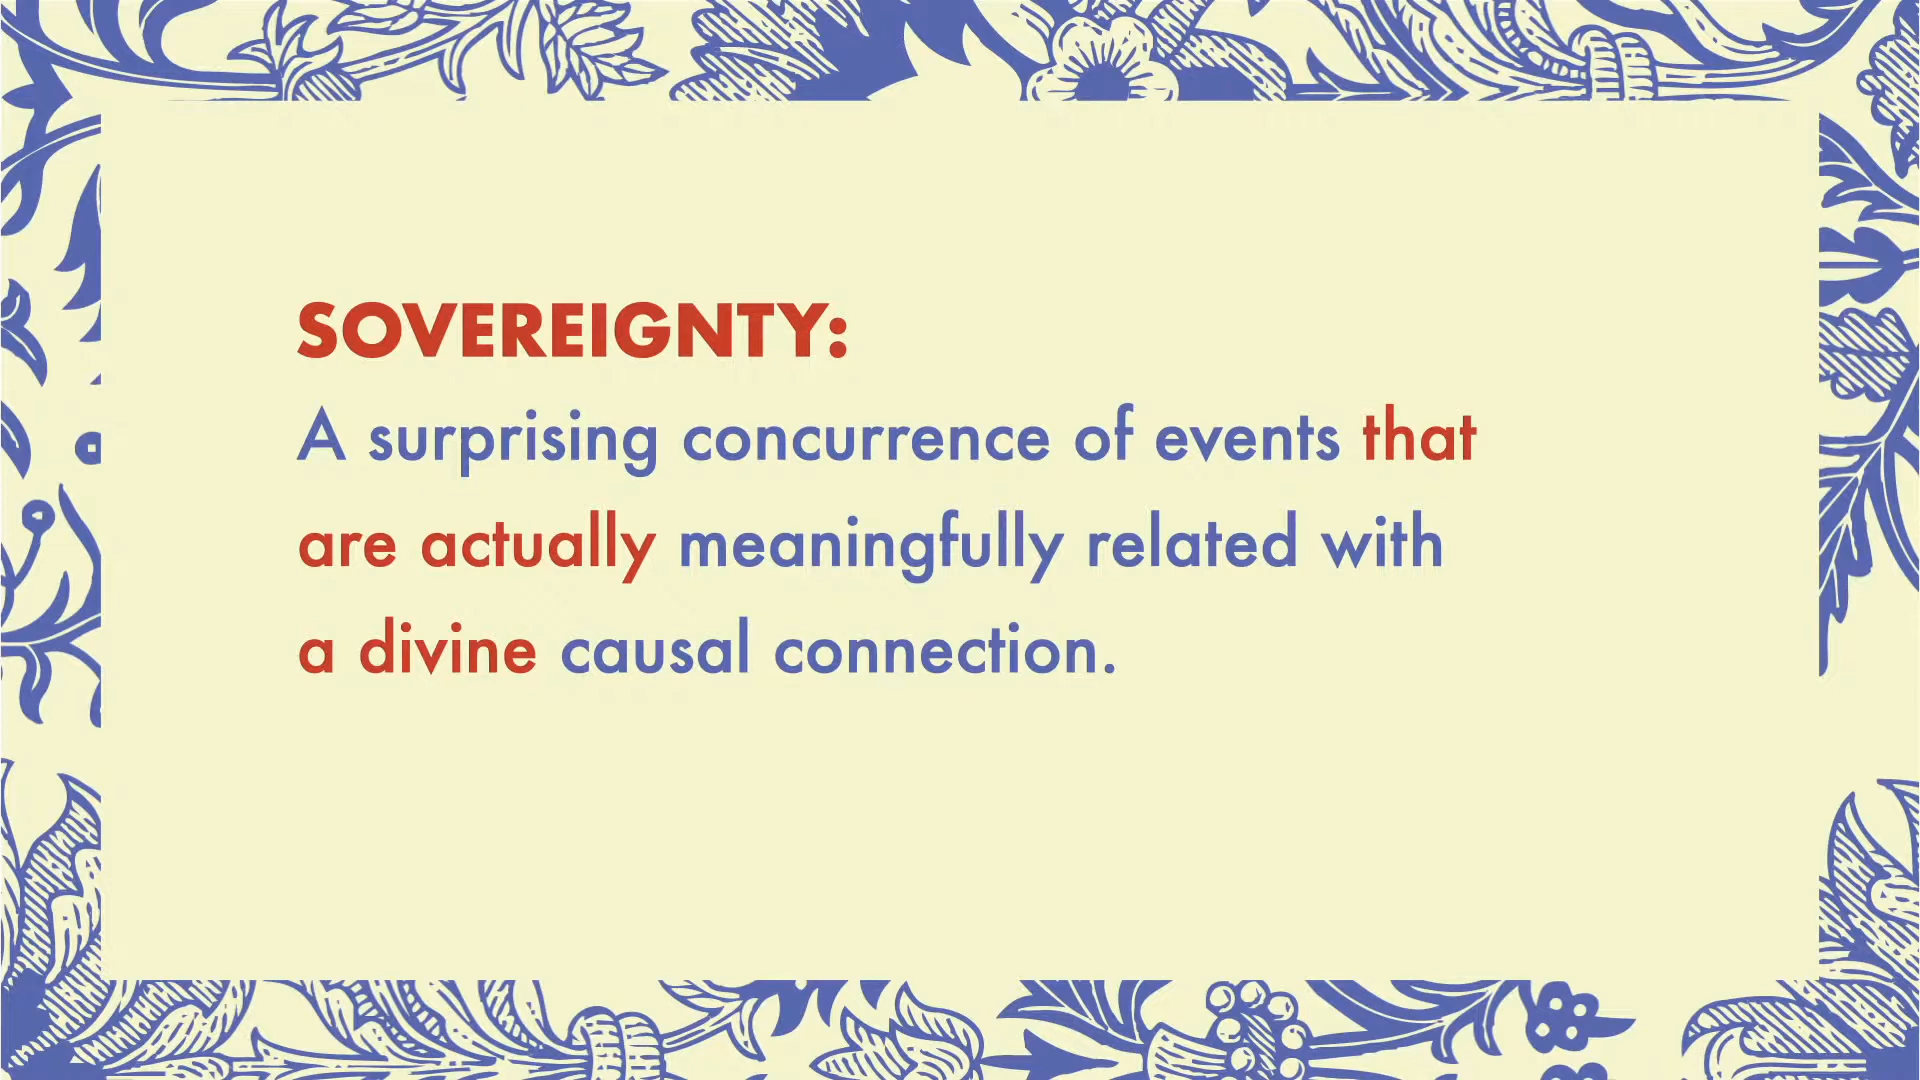 SOVEREIGNTY:
A surprising concurrence of events that
are actually meaningfully related with
a divine causal connection.